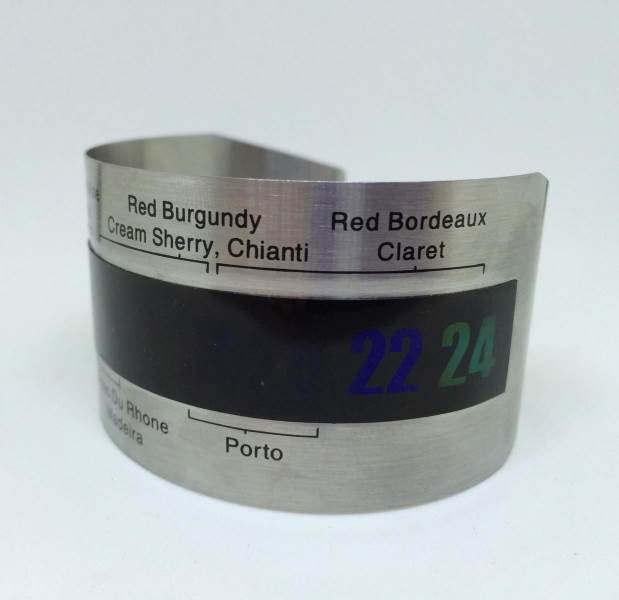 Red Burgundy
Cream Sherry, Chianti
Red Bordeaux
Claret
22 24
Du Rhone
Madeira
Porto